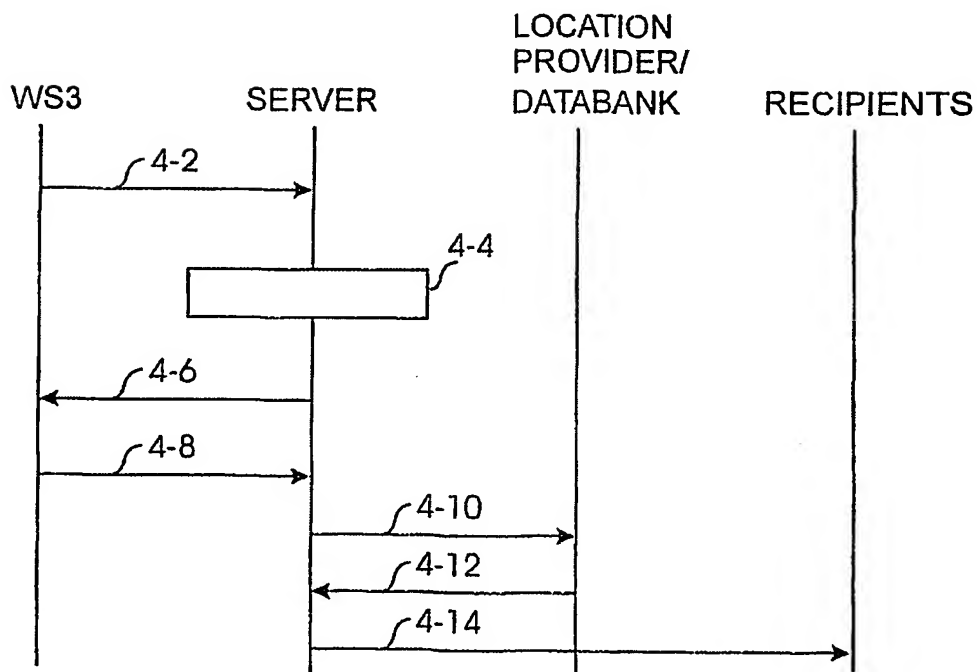 WS3
SERVER
LOCATION
PROVIDER/
DATABANK
RECIPIENTS
4-2
4-4
4-6
4-8
4-10
4-12
4-14